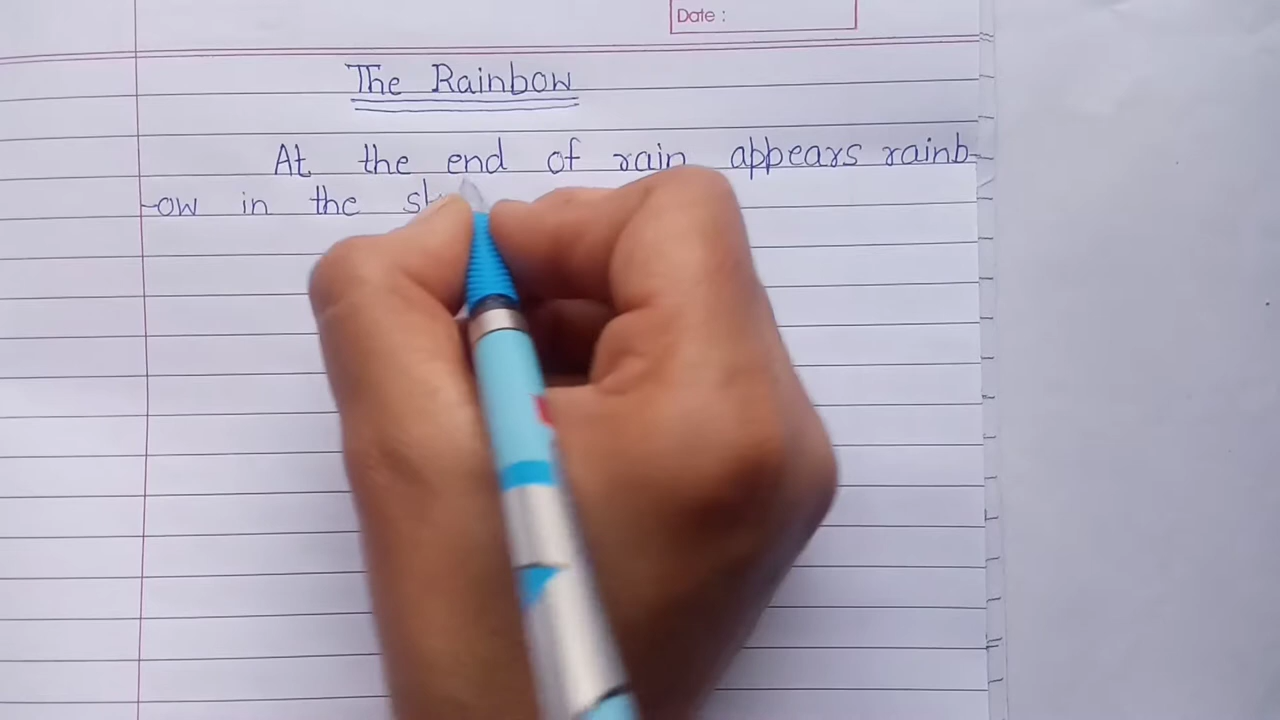 Date :
The Rainbow
At the end of rain appears rainb-
-ow in the